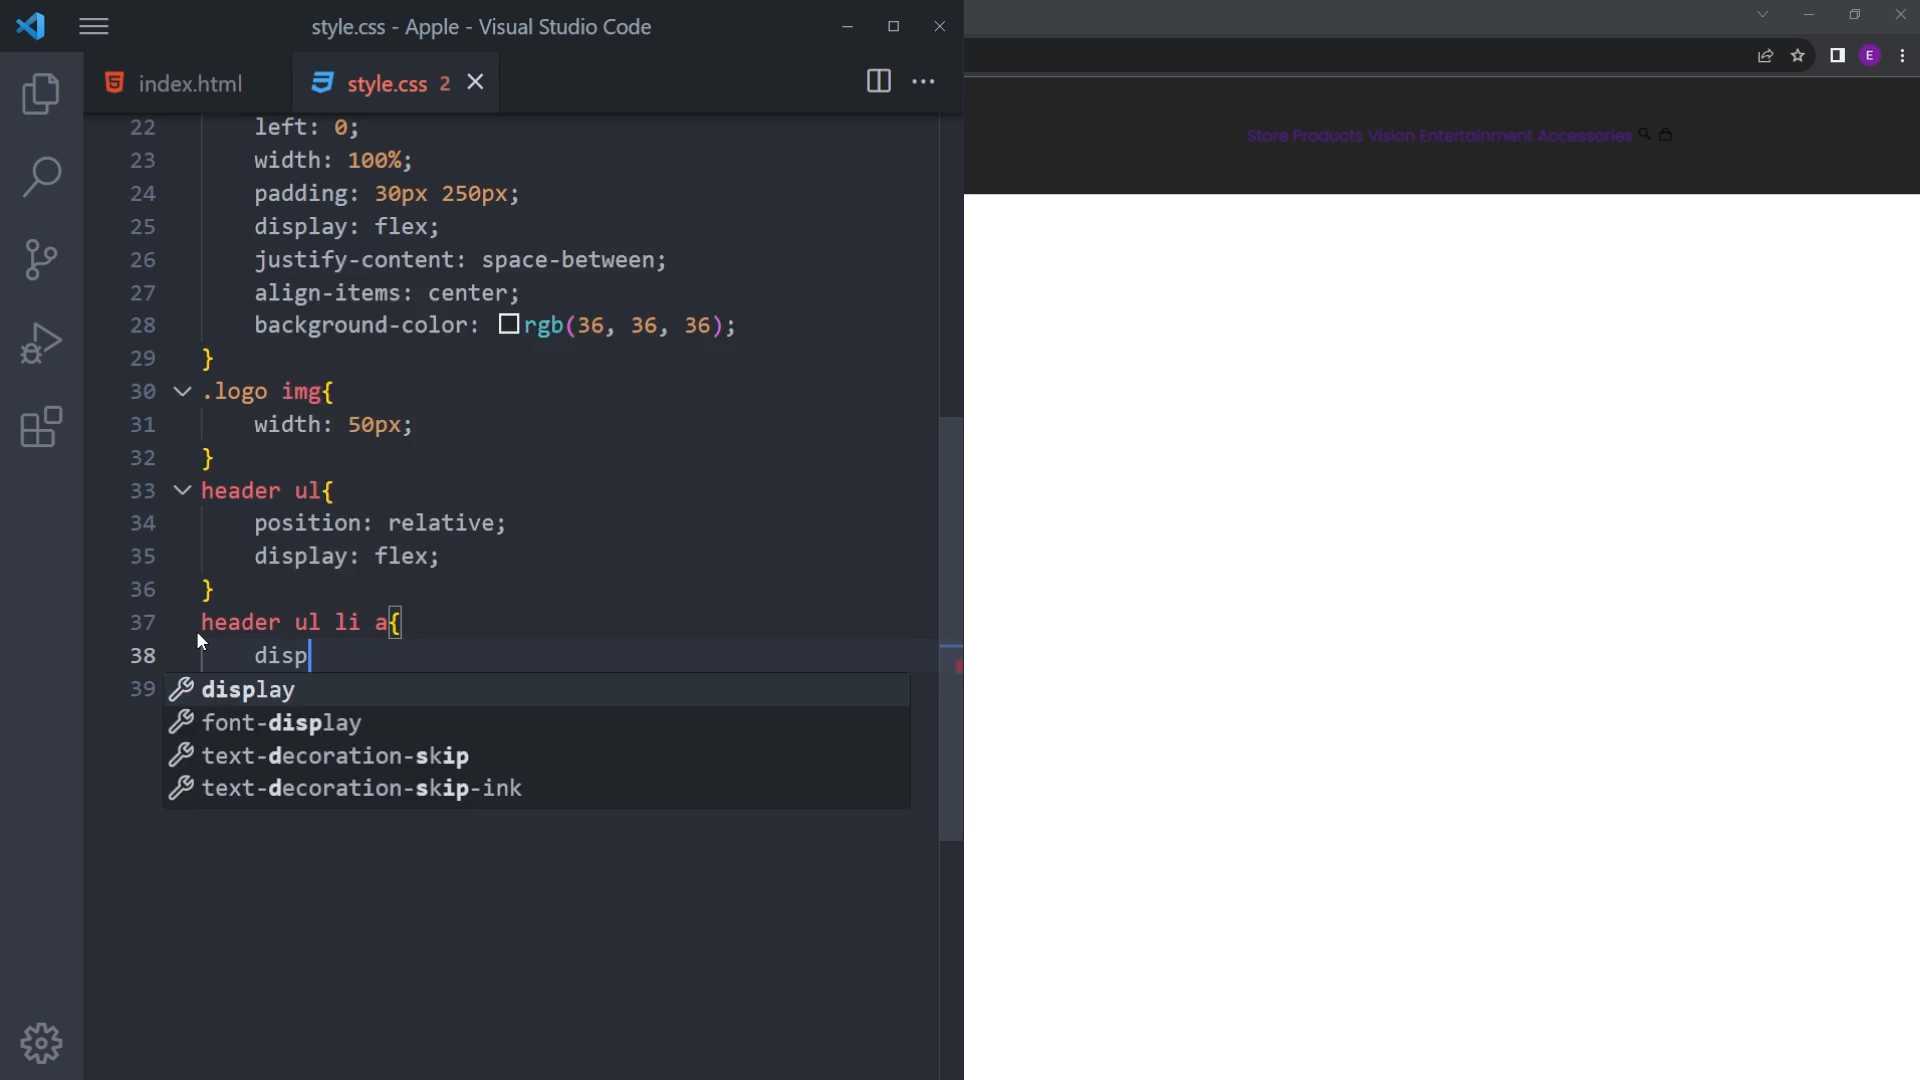 style.css - Apple - Visual Studio Code
index.html
style.css 2
E
22 left: 0;
23 width: 100%;
24 padding: 30px 250px;
25 display: flex;
26 justify-content: space-between;
27 align-items: center;
28 background-color: rgb(36, 36, 36);
29 }
30 .logo img{
31 width: 50px;
32 }
33 header ul{
34 position: relative;
35 display: flex;
36 }
37 header ul li a{
38 disp
39
display
font-display
text-decoration-skip
text-decoration-skip-ink
Store Products Vision Entertainment Accessories